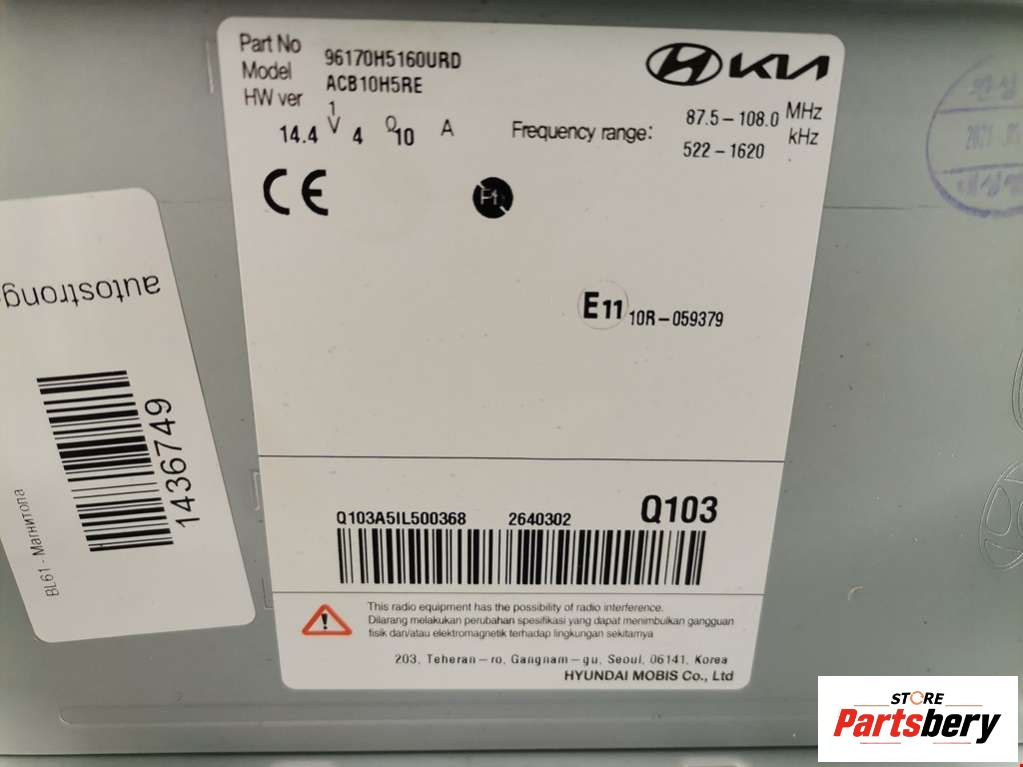 Part No 96170H5160URD
Model ACB10H5RE
HW ver 1
14.4 V 4 Ω 10 A
KIA
Frequency range: 87.5-108.0 MHz
522-1620 kHz
CE
E11 10R-059379
Q103
Q103A5IL500368 2640302
This radio equipment has the possibility of radio interference.
Dilarang melakukan perubahan spesifikasi yang dapat menimbulkan gangguan
fisik dan/atau elektromagnetik terhadap lingkungan sekitarnya
203, Teheran-ro, Gangnam-gu, Seoul, 06141, Korea
HYUNDAI MOBIS Co., Ltd
autostrong-
1436749
BL61 - Магнитола
STORE
Partsbery